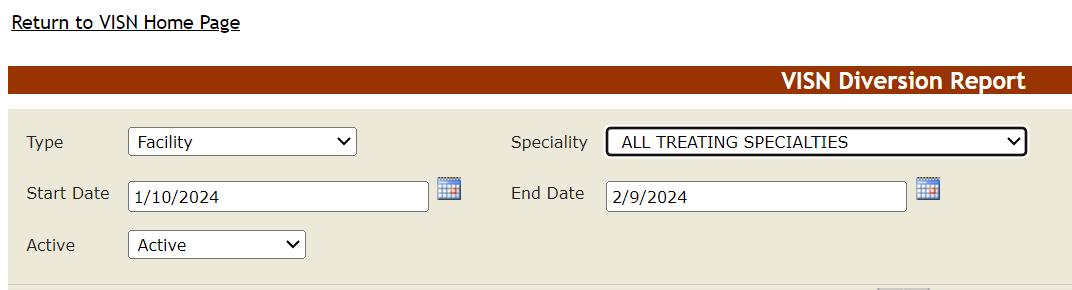 Return to VISN Home Page
VISN Diversion Report
Type Facility Speciality ALL TREATING SPECIALTIES
Start Date 1/10/2024 End Date 2/9/2024
Active Active